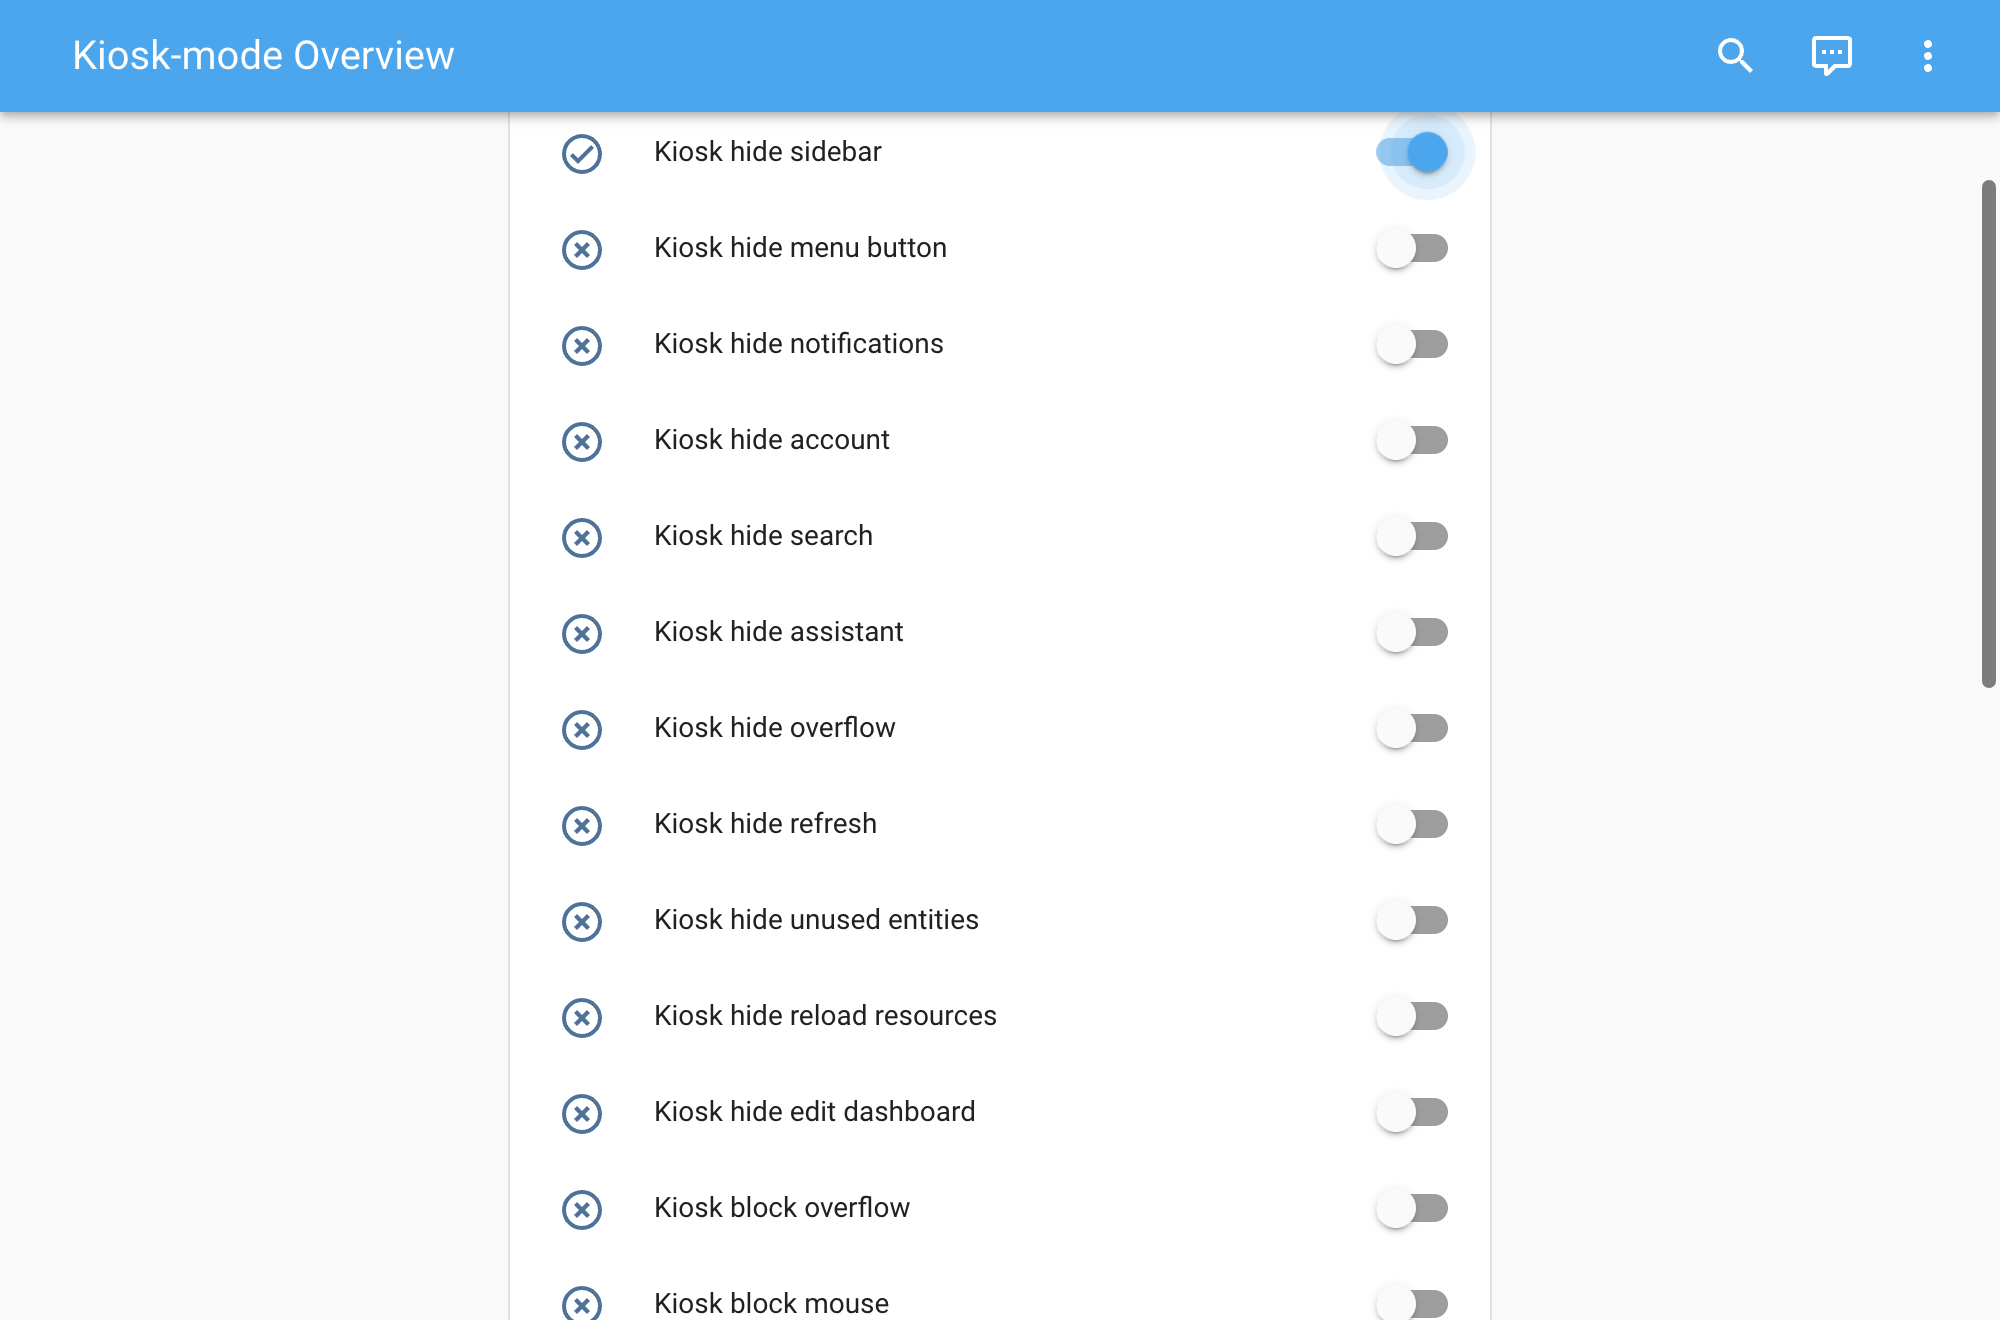 Kiosk-mode Overview
Kiosk hide sidebar
Kiosk hide menu button
Kiosk hide notifications
Kiosk hide account
Kiosk hide search
Kiosk hide assistant
Kiosk hide overflow
Kiosk hide refresh
Kiosk hide unused entities
Kiosk hide reload resources
Kiosk hide edit dashboard
Kiosk block overflow
Kiosk block mouse